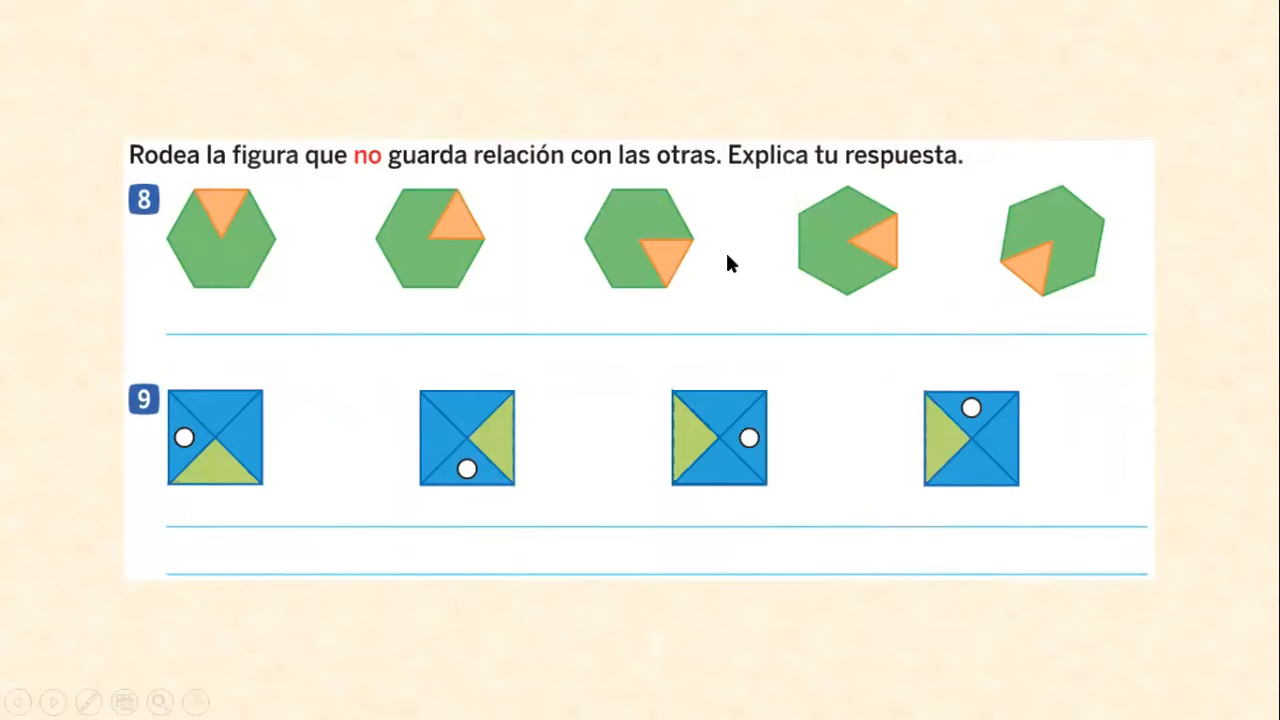 Rodea la figura que no guarda relación con las otras. Explica tu respuesta.
8
9